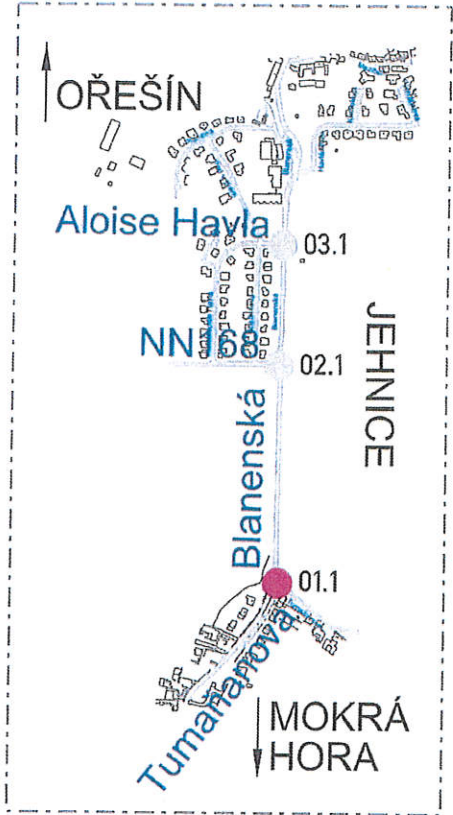 OŘEŠÍN
Aloise Havla
03.1
NN 68
02.1
JEHNICE
Blanenská
01.1
Tumaňanova
MOKRÁ
HORA